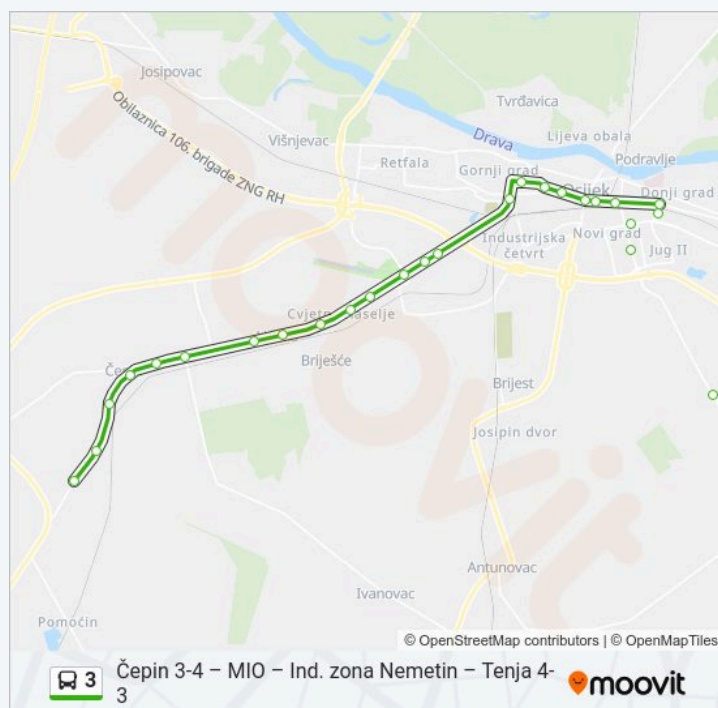 Josipovac
Tvrđavica
Obilaznica 106. brigade ZNG RH
Višnjevac
Drava
Lijeva obala
Retfala
Podravlje
Gornji grad
Osijek
Donji grad
Industrijska
četvrt
Novi grad
Jug II
Cvjetno naselje
Briješće
Brijest
Josipin dvor
Antunovac
Ivanovac
Pomoćin
moovit
© OpenStreetMap contributors | © OpenMapTiles
3
Čepin 3-4 – MIO – Ind. zona Nemetin – Tenja 4-
3
moovit